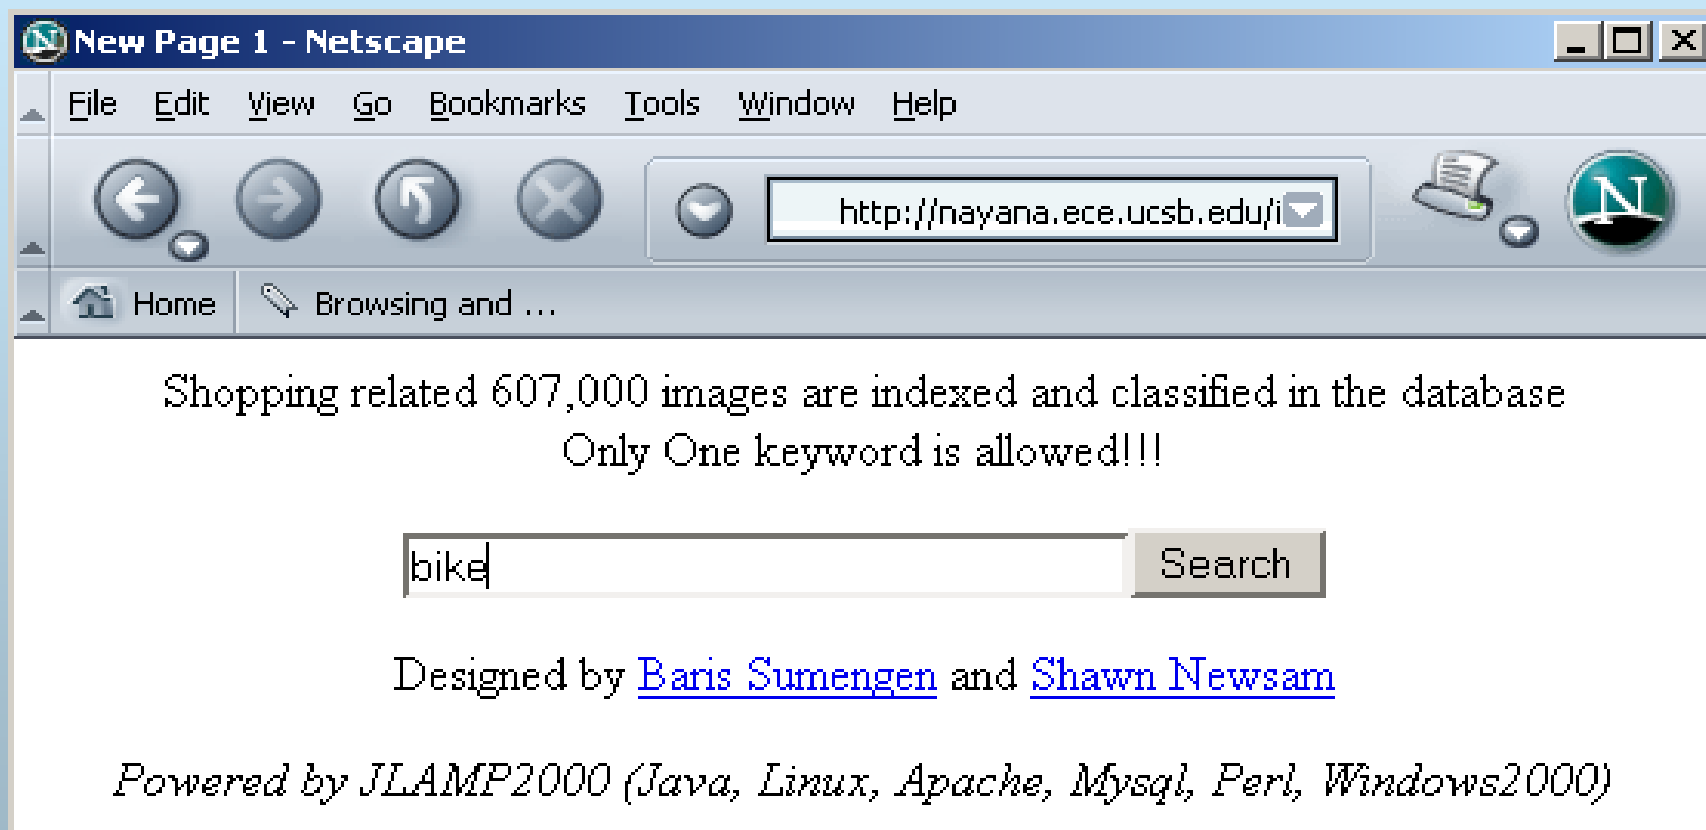 New Page 1 - Netscape
File Edit View Go Bookmarks Tools Window Help
http://nayana.ece.ucsb.edu/i
N
Home Browsing and ...
Shopping related 607,000 images are indexed and classified in the database
Only One keyword is allowed!!!
bike Search
Designed by Baris Sumengen and Shawn Newsam
Powered by JLAMP2000 (Java, Linux, Apache, Mysql, Perl, Windows2000)